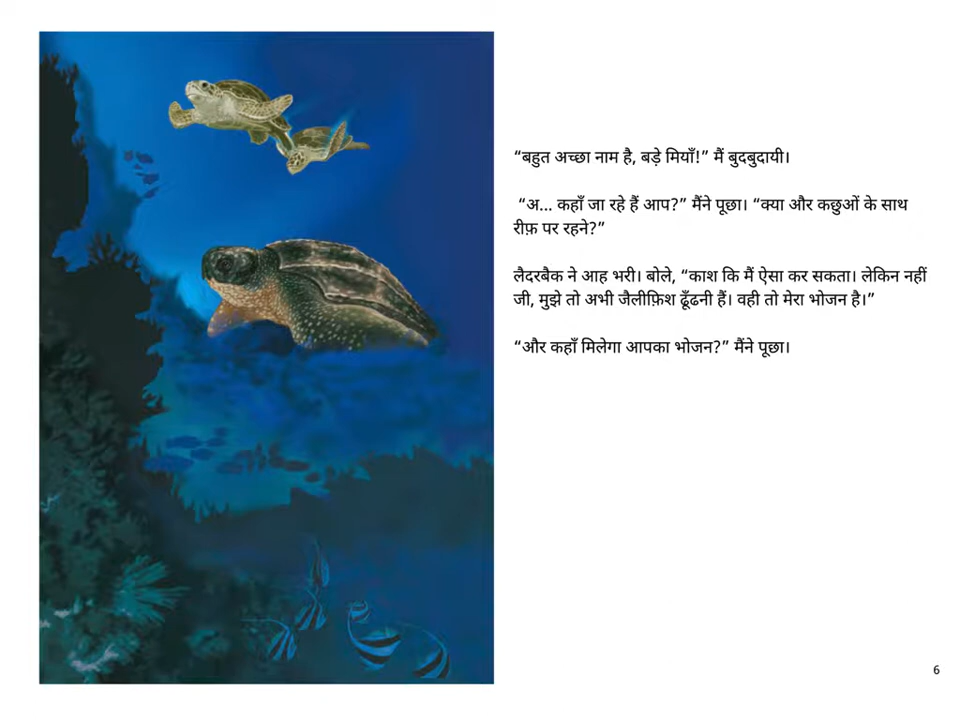 “बहुत अच्छा नाम है, बड़े मियाँ!” मैं बुदबुदायी।
“अ... कहाँ जा रहे हैं आप?” मैंने पूछा। “क्या और कछुओं के साथ
रीफ़ पर रहने?”
लैदरबैक ने आह भरी। बोले, “काश कि मैं ऐसा कर सकता। लेकिन नहीं
जी, मुझे तो अभी जैलीफ़िश ढूँढनी हैं। वही तो मेरा भोजन है।”
“और कहाँ मिलेगा आपका भोजन?” मैंने पूछा।
6